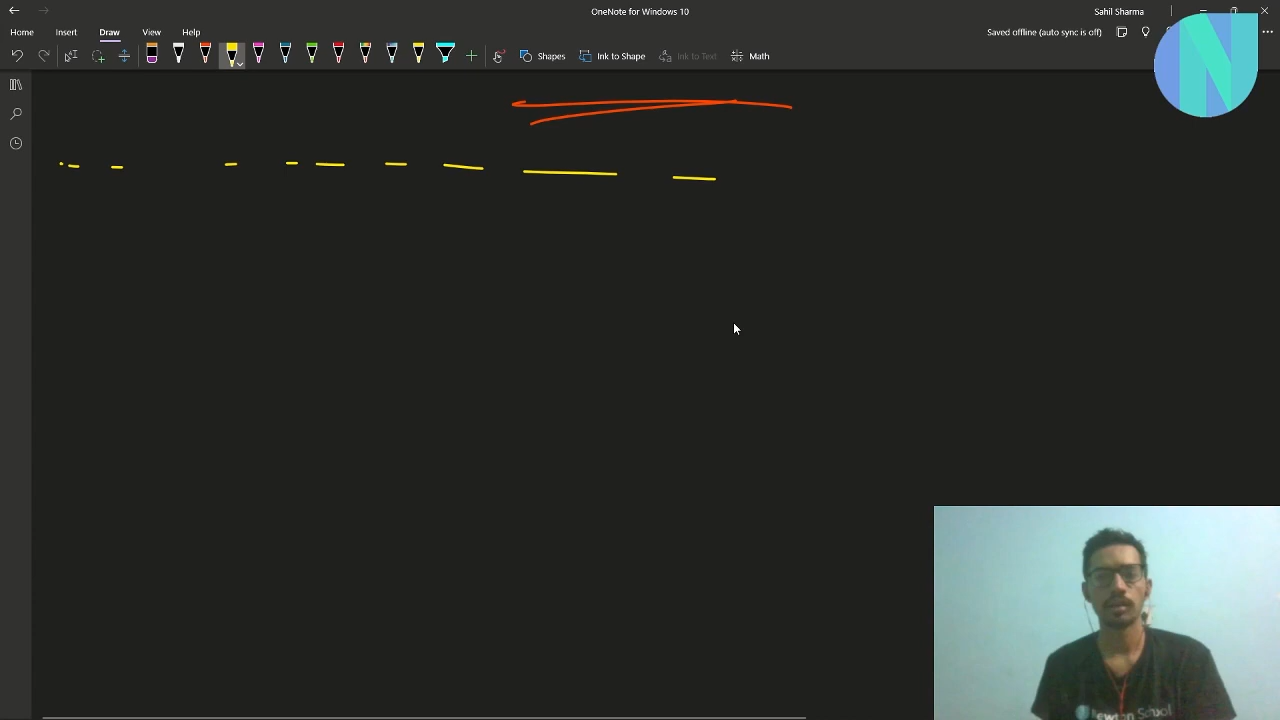 OneNote for Windows 10
Sahil Sharma
Home Insert Draw View Help
Saved offline (auto sync is off)
Shapes Ink to Shape Ink to Text Math
School